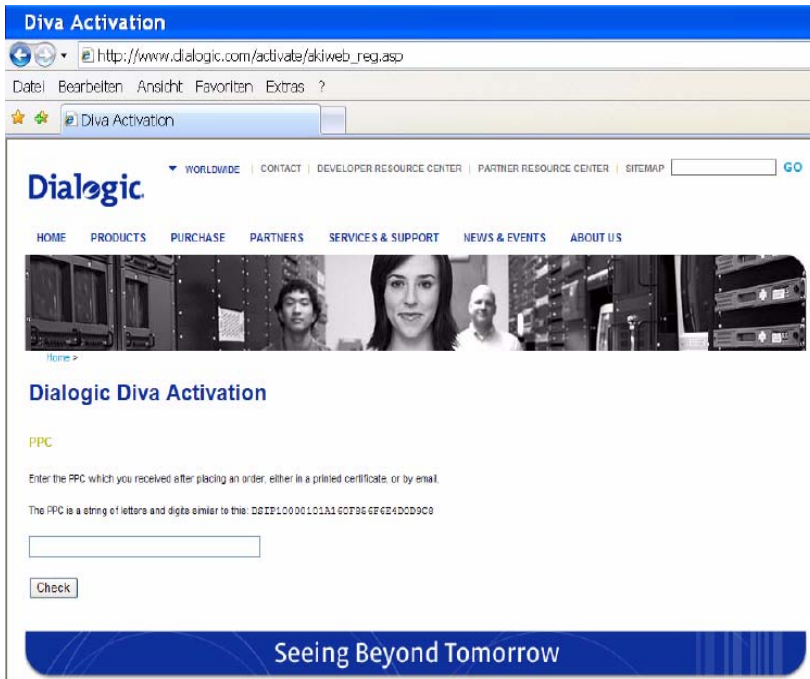 Diva Activation
http://www.dialogic.com/activate/akiweb_reg.asp
Datei Bearbeiten Ansicht Favoriten Extras ?
Diva Activation
Dialogic.
WORLDWIDE | CONTACT | DEVELOPER RESOURCE CENTER | PARTNER RESOURCE CENTER | SITEMAP GO
HOME PRODUCTS PURCHASE PARTNERS SERVICES & SUPPORT NEWS & EVENTS ABOUT US
Home >
Dialogic Diva Activation
PPC
Enter the PPC which you received after placing an order, either in a printed certificate, or by email.
The PPC is a string of letters and digits similar to this:
Check
Seeing Beyond Tomorrow